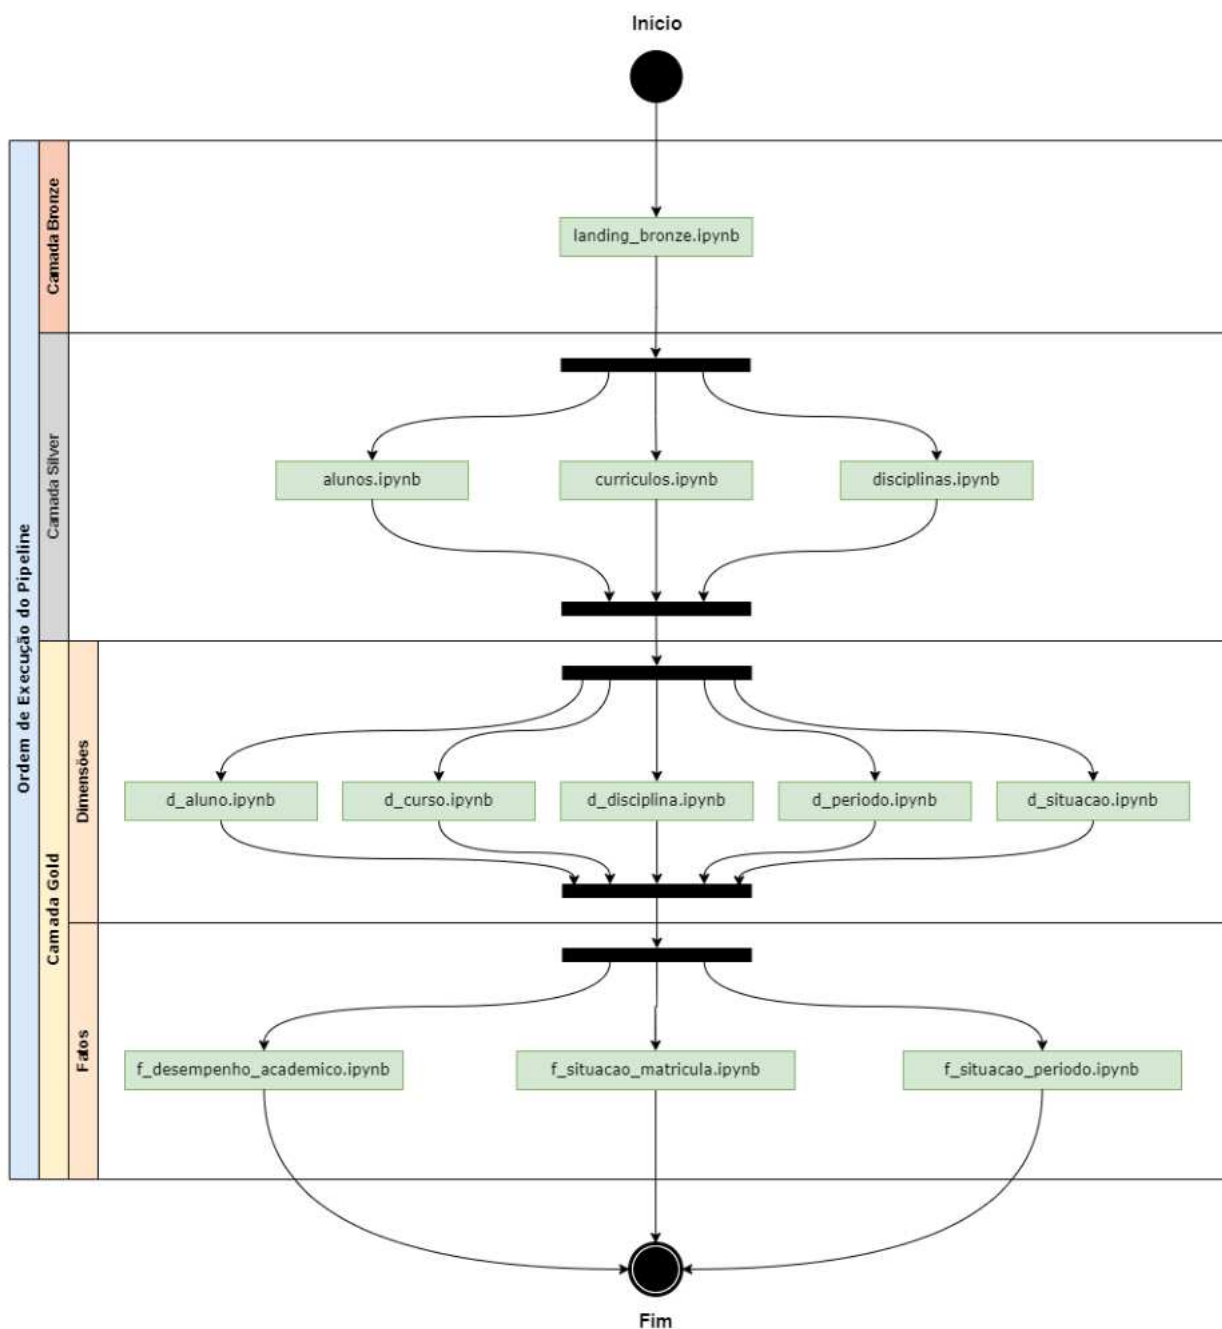 Início
Ordem de Execução do Pipeline
Camada Bronze
landing_bronze.ipynb
Camada Silver
alunos.ipynb
curriculos.ipynb
disciplinas.ipynb
Camada Gold
Dimensões
d_aluno.ipynb
d_curso.ipynb
d_disciplina.ipynb
d_periodo.ipynb
d_situacao.ipynb
Fatos
f_desempenho_academico.ipynb
f_situacao_matricula.ipynb
f_situacao_periodo.ipynb
Fim